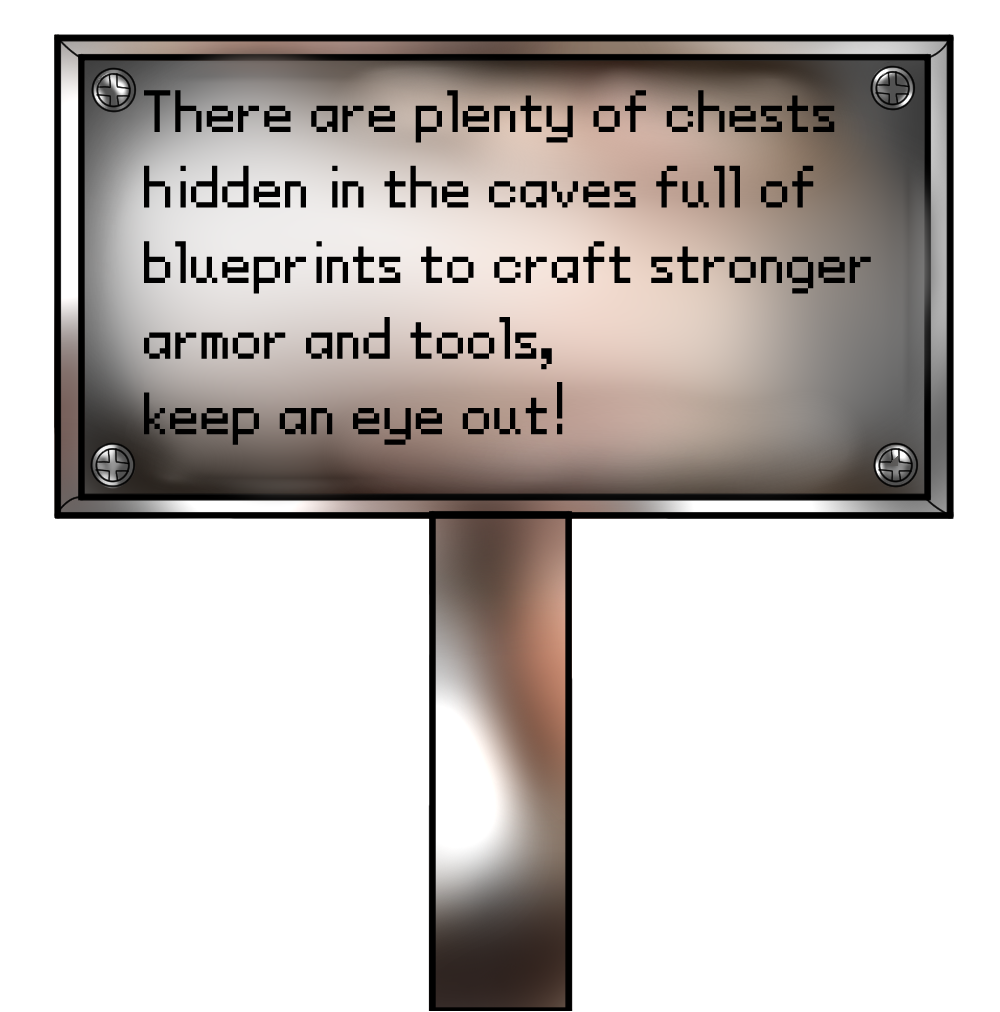 There are plenty of chests
hidden in the caves full of
blueprints to craft stronger
armor and tools,
keep an eye out!